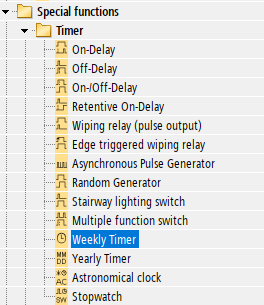 Special functions
Timer
On-Delay
Off-Delay
On-/Off-Delay
Retentive On-Delay
Wiping relay (pulse output)
Edge triggered wiping relay
Asynchronous Pulse Generator
Random Generator
Stairway lighting switch
Multiple function switch
Weekly Timer
MM
DD
Yearly Timer
AC
Astronomical clock
SW
Stopwatch